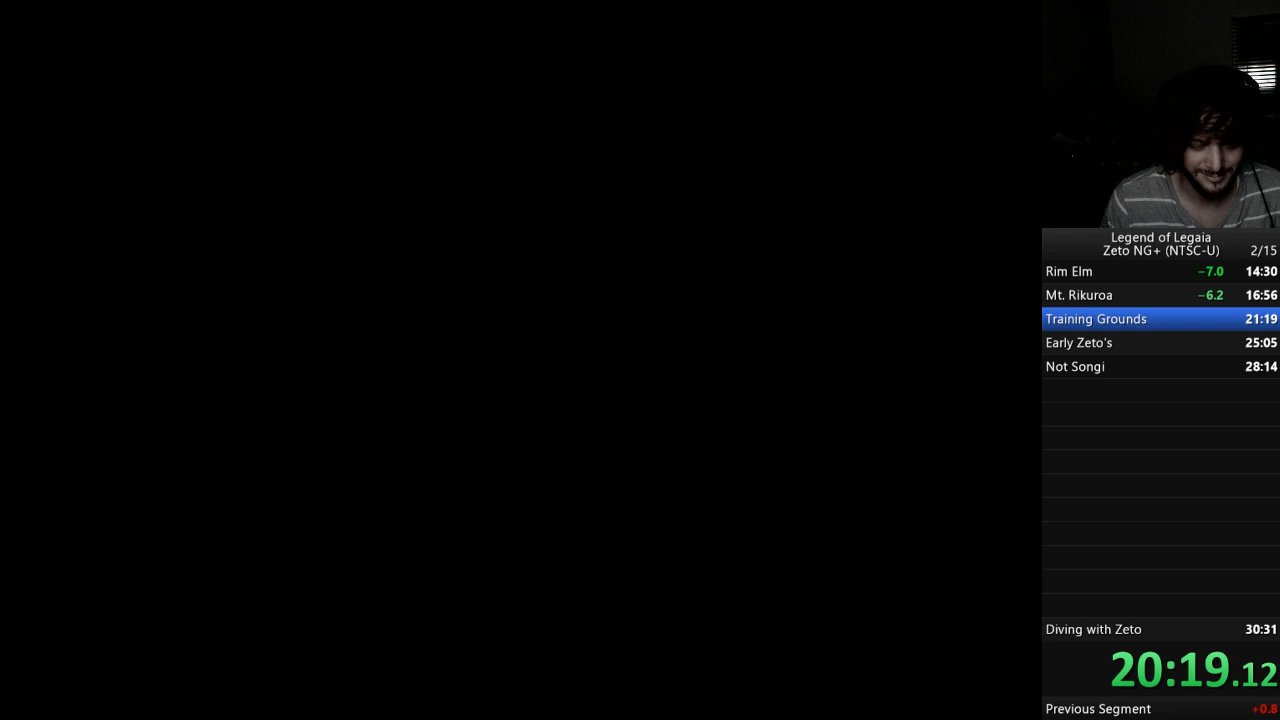 Legend of Legaia
Zeto NG+ (NTSC-U) 2/15
Rim Elm −7.0 14:30
Mt. Rikuroa −6.2 16:56
Training Grounds 21:19
Early Zeto's 25:05
Not Songi 28:14
Diving with Zeto 30:31
20:19.12
Previous Segment +0.8